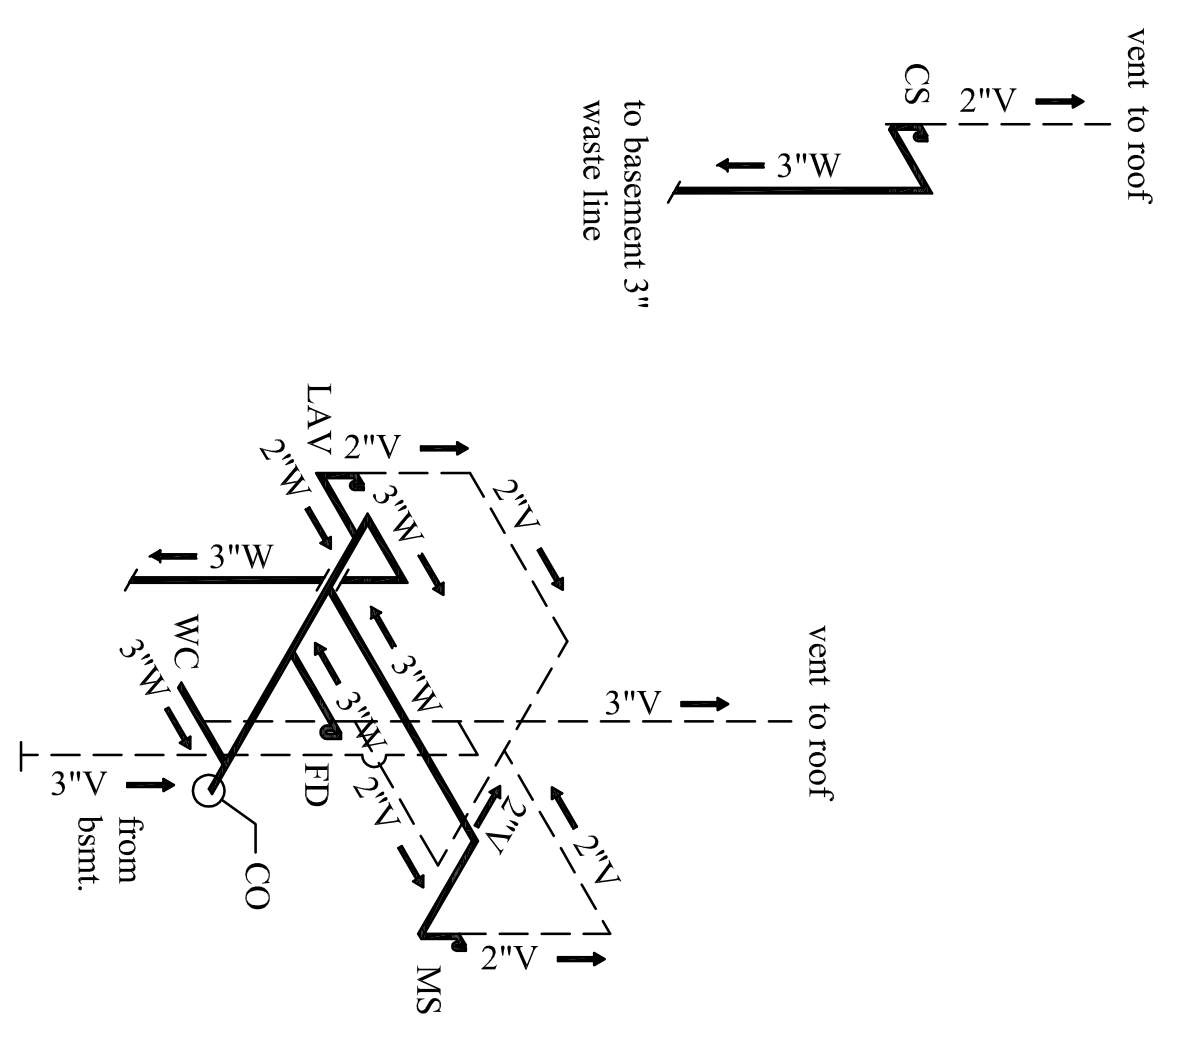 vent to roof
CS
2"V
3"W
to basement 3"
waste line
LAV
2"V
2"W
3"W
2"V
3"W
WC
3"W
3"W
3"W
3"V
vent to roof
FD
2"V
2"V
2"V
3"V
from
bsmt.
CO
2"V
MS